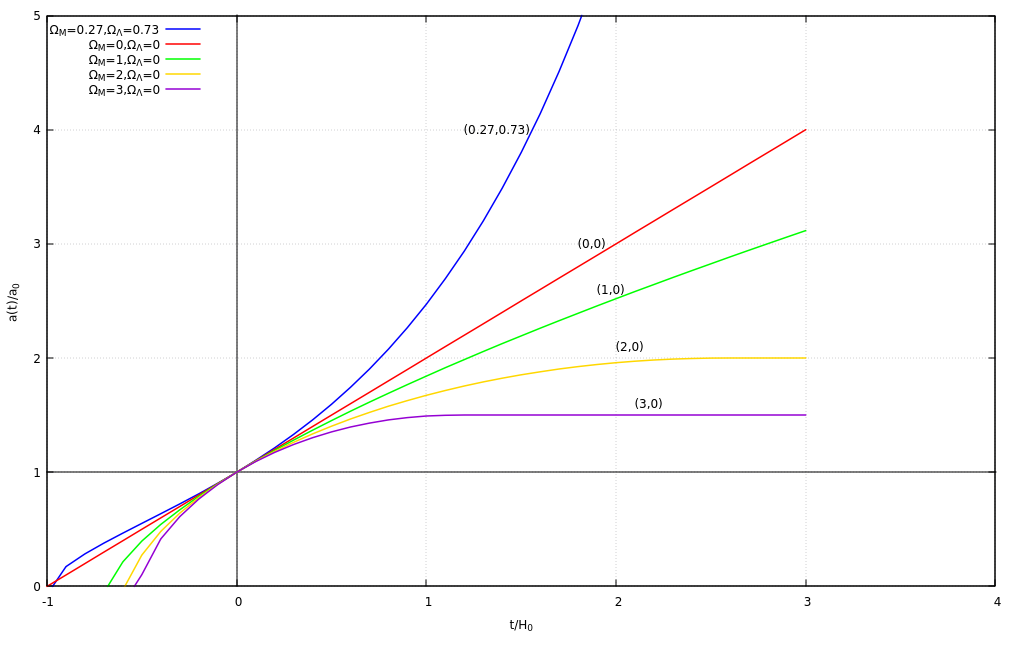 5
Ω_M=0.27,Ω_Λ=0.73
Ω_M=0,Ω_Λ=0
Ω_M=1,Ω_Λ=0
Ω_M=2,Ω_Λ=0
Ω_M=3,Ω_Λ=0
4
(0.27,0.73)
3
(0,0)
(1,0)
a(t)/a₀
2
(2,0)
(3,0)
1
0
-1
0
1
2
3
4
t/H₀